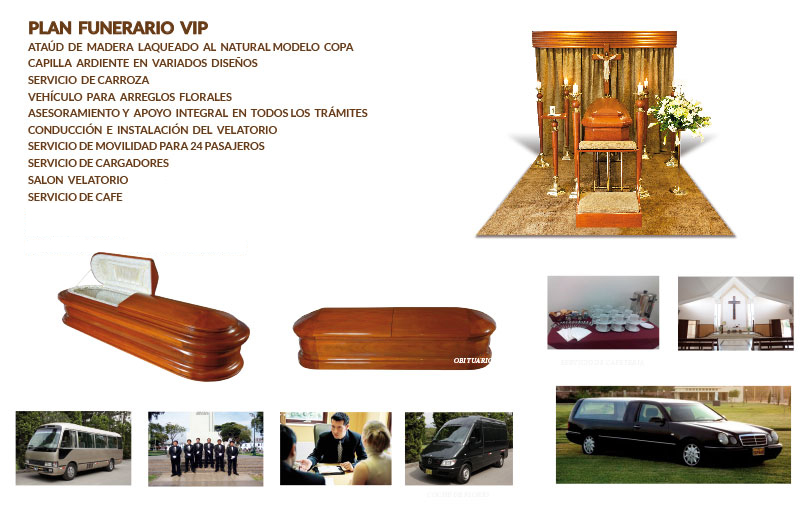 PLAN FUNERARIO VIP
ATAÚD DE MADERA LAQUEADO AL NATURAL MODELO COPA
CAPILLA ARDIENTE EN VARIADOS DISEÑOS
SERVICIO DE CARROZA
VEHÍCULO PARA ARREGLOS FLORALES
ASESORAMIENTO Y APOYO INTEGRAL EN TODOS LOS TRÁMITES
CONDUCCIÓN E INSTALACIÓN DEL VELATORIO
SERVICIO DE MOVILIDAD PARA 24 PASAJEROS
SERVICIO DE CARGADORES
SALON VELATORIO
SERVICIO DE CAFE
OBITUARIO